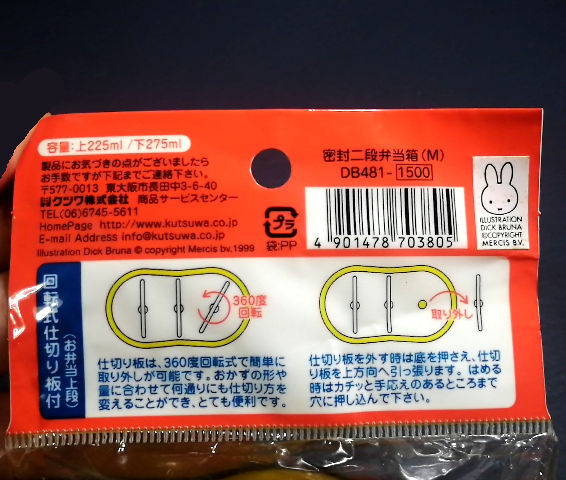 容量:上225ml/下275ml
製品にお気づきの点がございましたら
お手数ですが下記までご連絡下さい。
〒577-0013 東大阪市長田中3-6-40
クツワ株式会社 商品サービスセンター
TEL(06)6745-5611
HomePage http://www.kutsuwa.co.jp
E-mail Address info@kutsuwa.co.jp
Illustration Dick Bruna © copyright Mercis bv,1999
プラ
袋:PP
密封二段弁当箱(M)
DB481-1500
4 901478 703805
ILLUSTRATION
DICK BRUNA
©COPYRIGHT
MERCIS B.V.
回転式仕切り板付
(お弁当上段)
360度
回転
仕切り板は、360度回転式で簡単に
取り外しが可能です。おかずの形や
量に合わせて何通りにも仕切り方を
変えることができ、とても便利です。
取り外し
仕切り板を外す時は底を押さえ、仕切
り板を上方向へ引っ張ります。はめる
時はカチッと手応えのあるところまで
穴に押し込んで下さい。